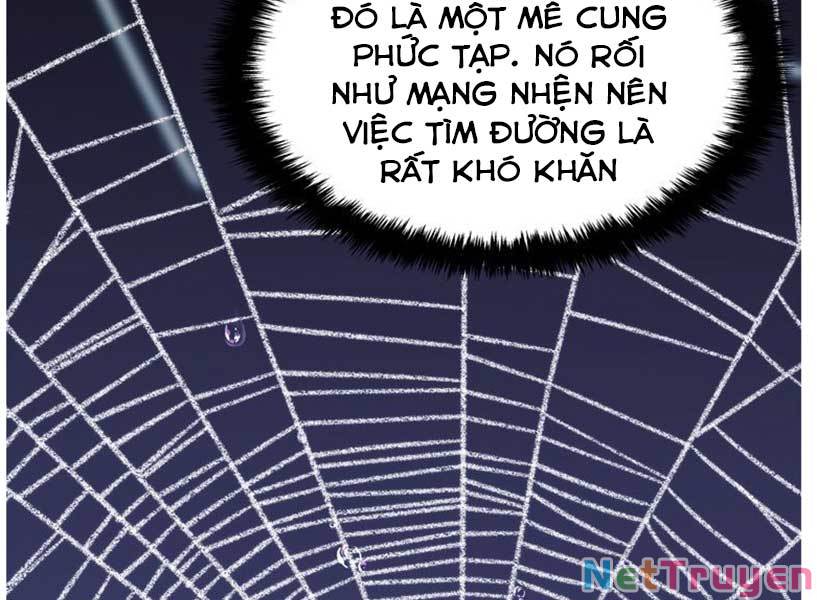 ĐÓ LÀ MỘT MÊ CUNG
PHỨC TẠP. NÓ RỐI
NHƯ MẠNG NHỆN NÊN
VIỆC TÌM ĐƯỜNG LÀ
RẤT KHÓ KHĂN
NetTruyen